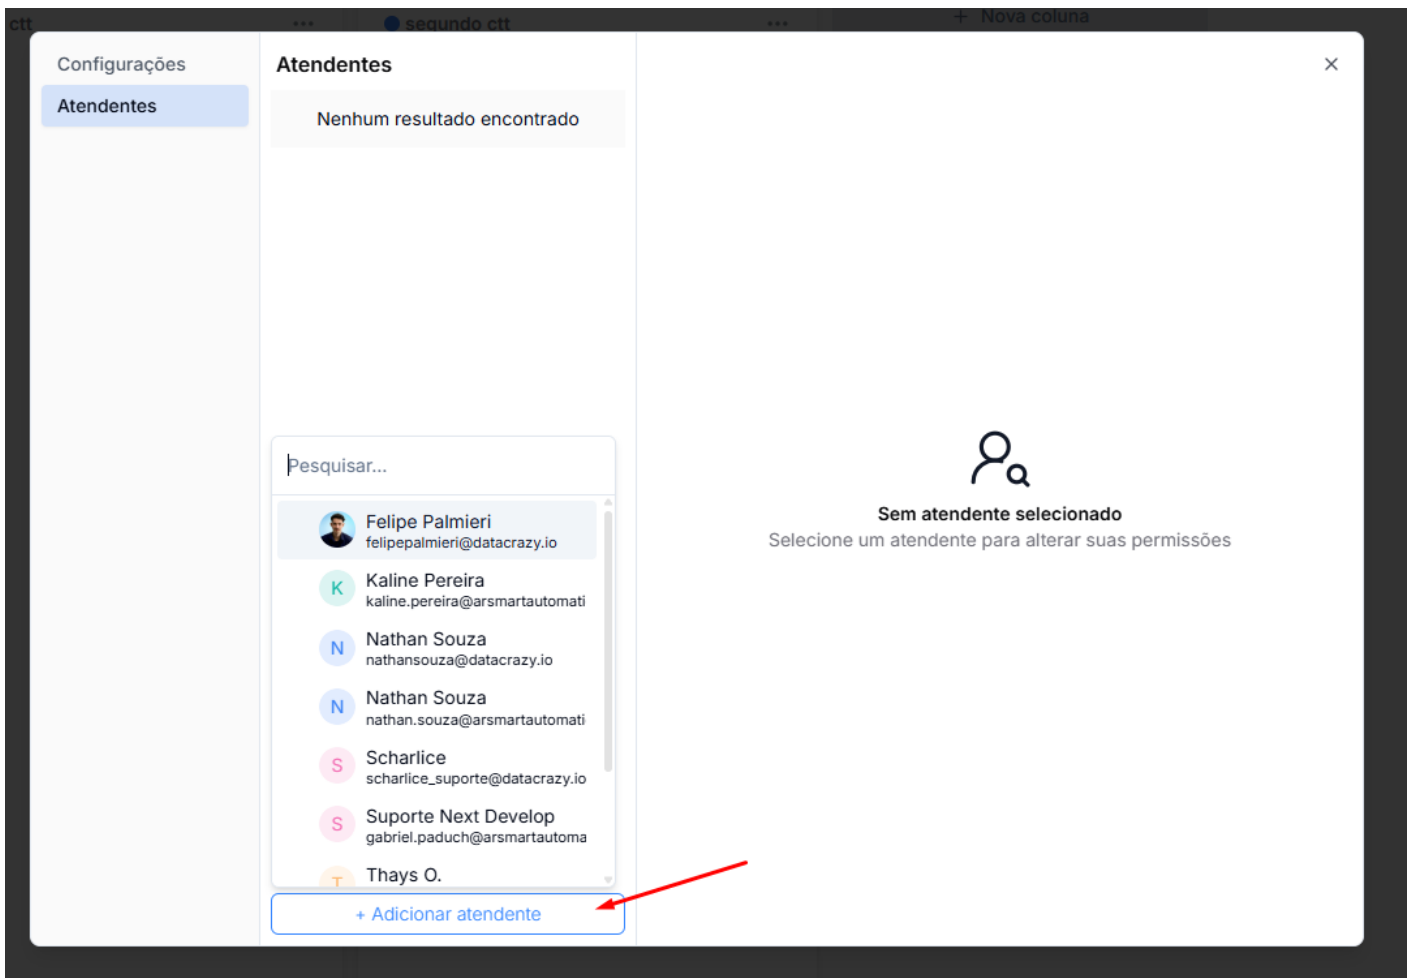 ctt
segundo ctt
+ Nova coluna
Configurações
Atendentes
Atendentes
Nenhum resultado encontrado
Pesquisar...
Felipe Palmieri
felipepalmieri@datacrazy.io
K
Kaline Pereira
kaline.pereira@arsmartautomati
N
Nathan Souza
nathansouza@datacrazy.io
N
Nathan Souza
nathan.souza@arsmartautomati
S
Scharlice
scharlice_suporte@datacrazy.io
S
Suporte Next Develop
gabriel.paduch@arsmartautoma
T
Thays O.
+ Adicionar atendente
Sem atendente selecionado
Selecione um atendente para alterar suas permissões